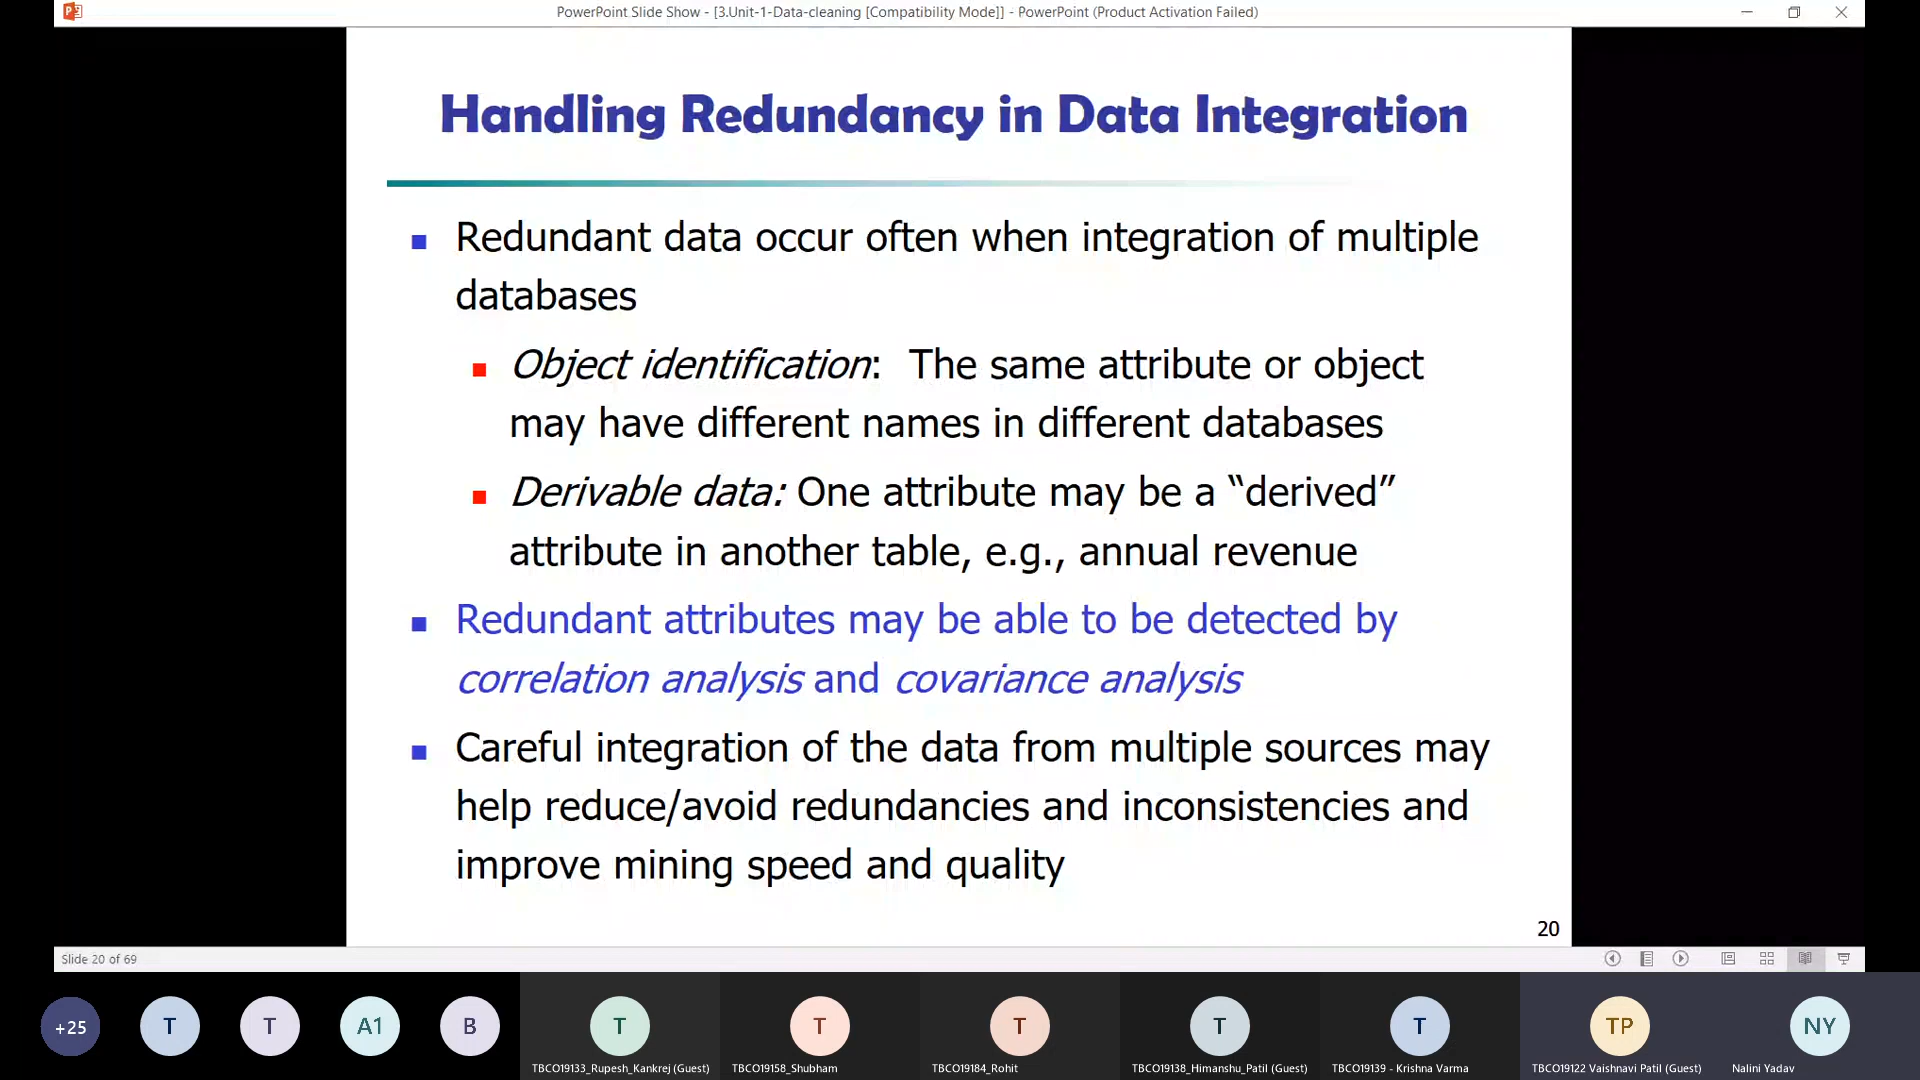 PowerPoint Slide Show - [3.Unit-1-Data-cleaning [Compatibility Mode]] - PowerPoint (Product Activation Failed)
Handling Redundancy in Data Integration
Redundant data occur often when integration of multiple
databases
Object identification: The same attribute or object
may have different names in different databases
Derivable data: One attribute may be a “derived”
attribute in another table, e.g., annual revenue
Redundant attributes may be able to be detected by
correlation analysis and covariance analysis
Careful integration of the data from multiple sources may
help reduce/avoid redundancies and inconsistencies and
improve mining speed and quality
20
Slide 20 of 69
+25 T T A1 B T T T T T TP NY
TBCO19133_Rupesh_Kankrej (Guest) TBCO19158_Shubham TBCO19184_Rohit TBCO19138_Himanshu_Patil (Guest) TBCO19139 - Krishna Varma TBCO19122 Vaishnavi Patil (Guest) Nalini Yadav